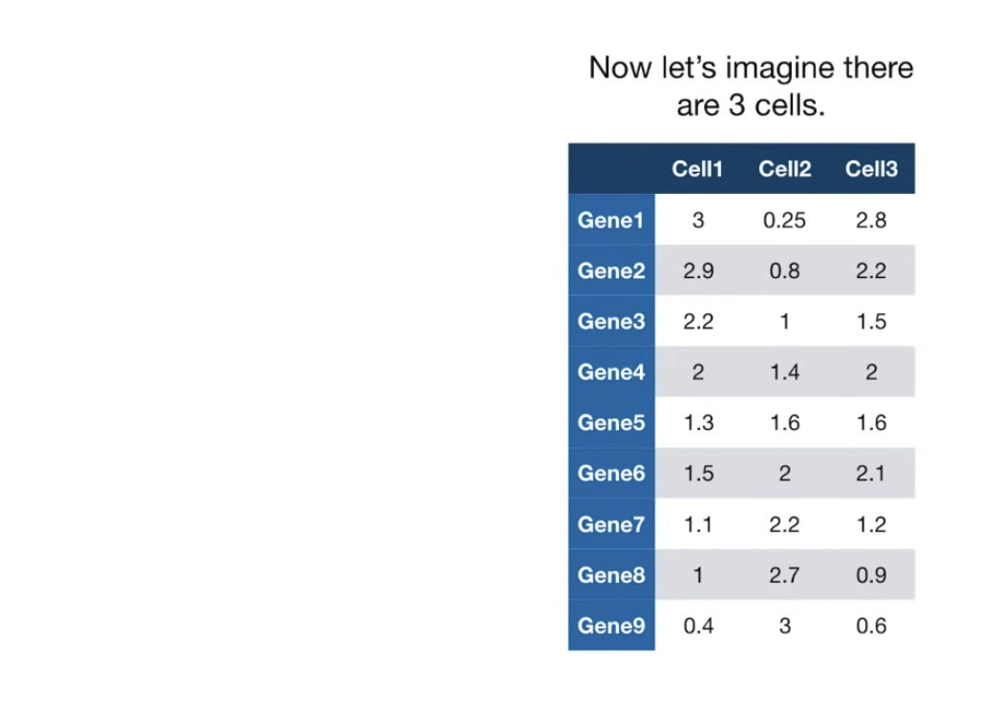 Now let’s imagine there
are 3 cells.
Cell1 Cell2 Cell3
Gene1 3 0.25 2.8
Gene2 2.9 0.8 2.2
Gene3 2.2 1 1.5
Gene4 2 1.4 2
Gene5 1.3 1.6 1.6
Gene6 1.5 2 2.1
Gene7 1.1 2.2 1.2
Gene8 1 2.7 0.9
Gene9 0.4 3 0.6